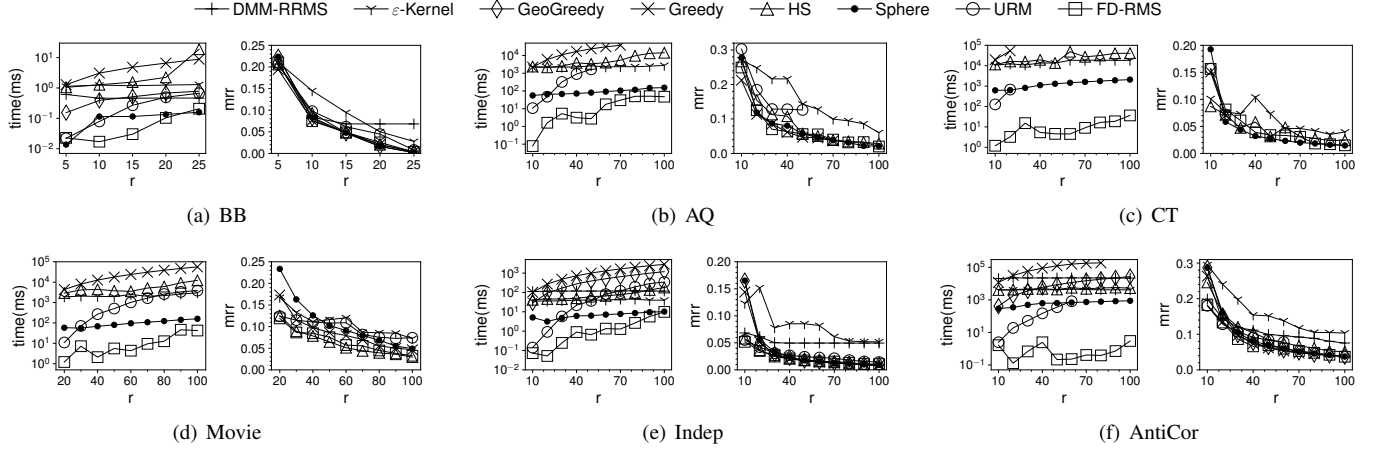 DMM-RRMS ε-Kernel GeoGreedy Greedy HS Sphere URM FD-RMS
time(ms)
10^1
10^0
10^-1
10^-2
5 10 15 20 25
r
mrr
0.25
0.20
0.15
0.10
0.05
0.00
5 10 15 20 25
r
(a) BB
time(ms)
10^4
10^3
10^2
10^1
10^0
10^-1
10 40 70 100
r
mrr
0.3
0.2
0.1
0.0
10 40 70 100
r
(b) AQ
time(ms)
10^5
10^4
10^3
10^2
10^1
10^0
10 40 70 100
r
mrr
0.20
0.15
0.10
0.05
0.00
10 40 70 100
r
(c) CT
time(ms)
10^5
10^4
10^3
10^2
10^1
10^0
20 40 60 80 100
r
mrr
0.25
0.20
0.15
0.10
0.05
0.00
20 40 60 80 100
r
(d) Movie
time(ms)
10^3
10^2
10^1
10^0
10^-1
10^-2
10 40 70 100
r
mrr
0.20
0.15
0.10
0.05
0.00
10 40 70 100
r
(e) Indep
time(ms)
10^5
10^3
10^1
10^-1
10 40 70 100
r
mrr
0.3
0.2
0.1
0.0
10 40 70 100
r
(f) AntiCor